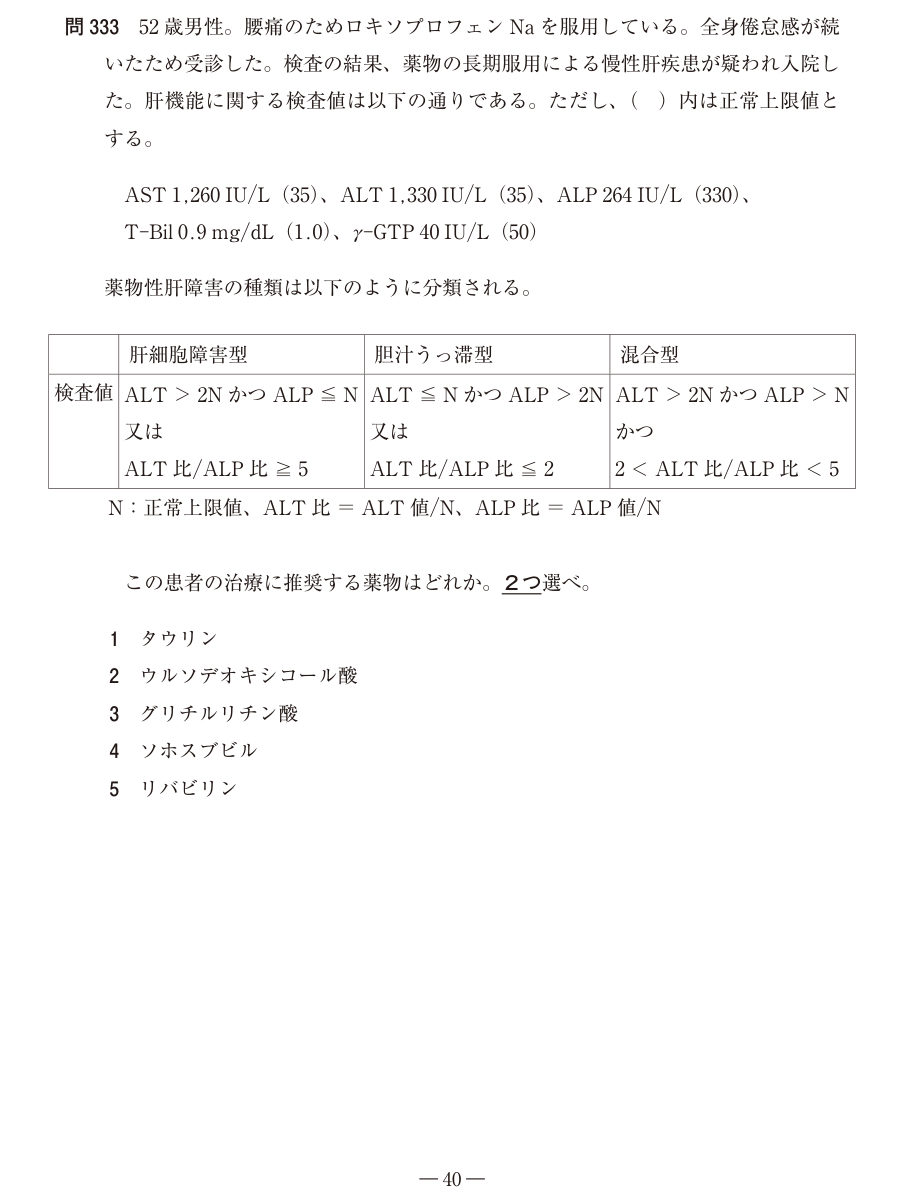 問 333 52 歳男性。腰痛のためロキソプロフェン Na を服用している。全身倦怠感が続
いたため受診した。検査の結果、薬物の長期服用による慢性肝疾患が疑われ入院し
た。肝機能に関する検査値は以下の通りである。ただし、( )内は正常上限値と
する。
AST 1,260 IU/L(35)、ALT 1,330 IU/L(35)、ALP 264 IU/L(330)、
T-Bil 0.9 mg/dL(1.0)、γ-GTP 40 IU/L(50)
薬物性肝障害の種類は以下のように分類される。
肝細胞障害型 胆汁うっ滞型 混合型
検査値 ALT > 2N かつ ALP ≦ N ALT ≦ N かつ ALP > 2N ALT > 2N かつ ALP > N
又は 又は かつ
ALT 比/ALP 比 ≧ 5 ALT 比/ALP 比 ≦ 2 2 < ALT 比/ALP 比 < 5
N:正常上限値、ALT 比 = ALT 値/N、ALP 比 = ALP 値/N
この患者の治療に推奨する薬物はどれか。2つ選べ。
1 タウリン
2 ウルソデオキシコール酸
3 グリチルリチン酸
4 ソホスブビル
5 リバビリン
― 40 ―